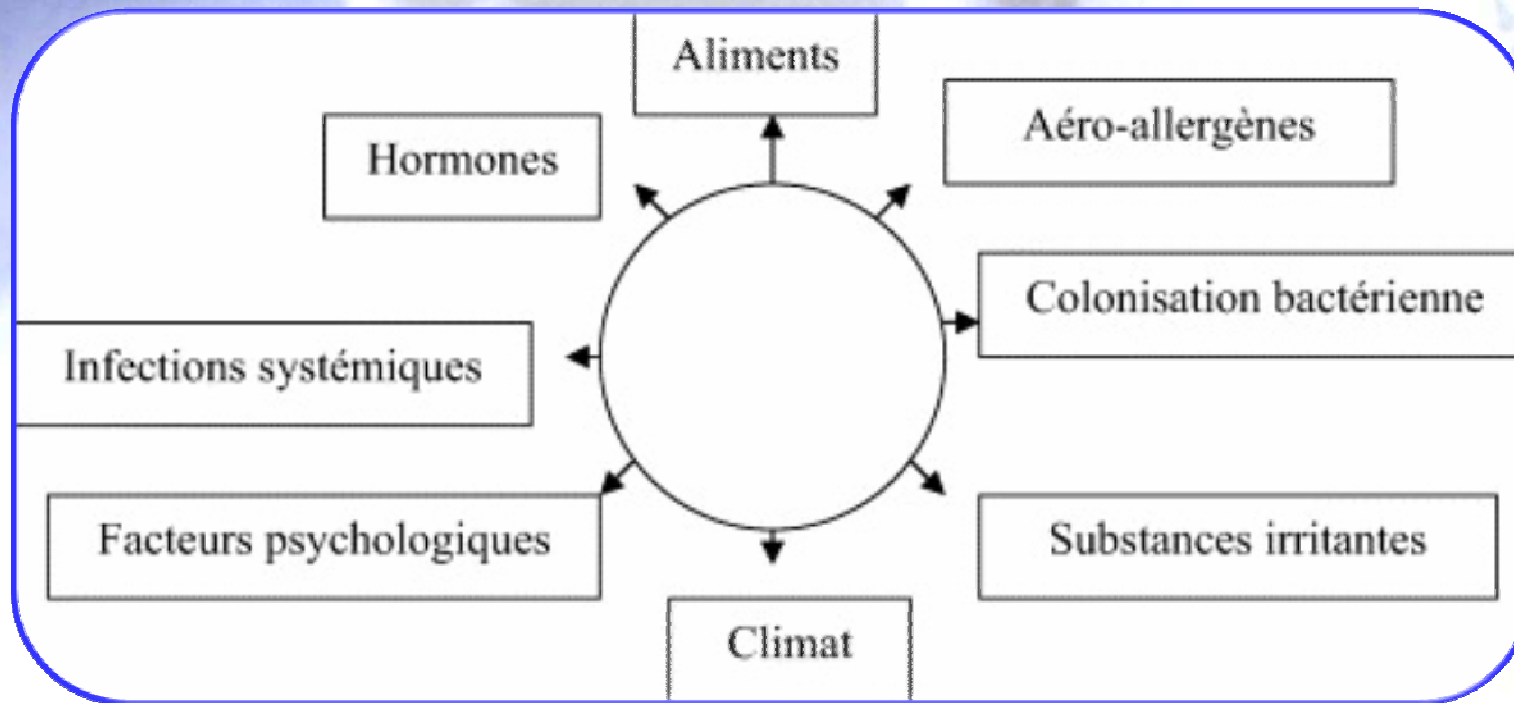 Aliments
Aéro-allergènes
Hormones
Colonisation bactérienne
Infections systémiques
Facteurs psychologiques
Substances irritantes
Climat